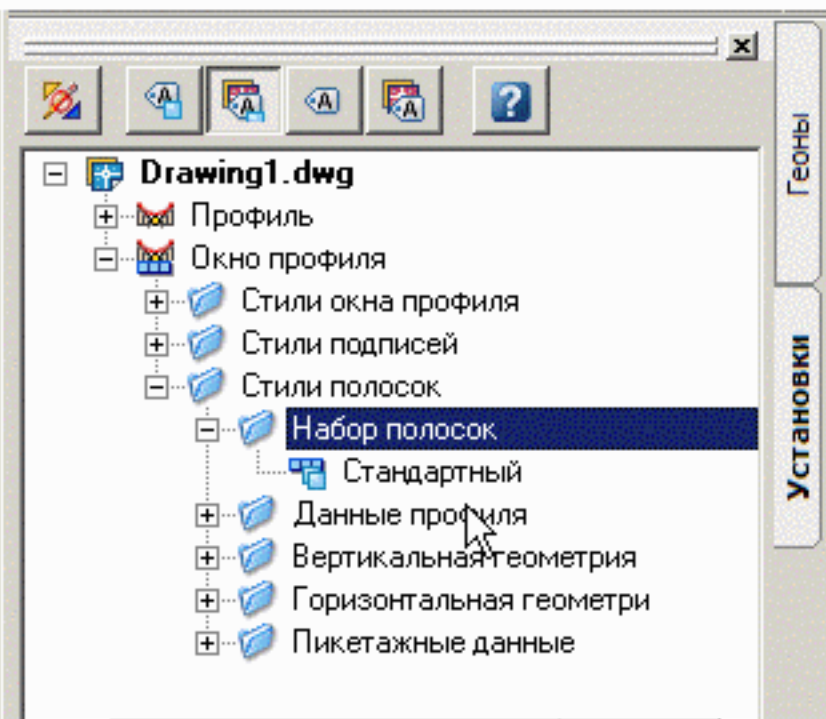 Drawing1.dwg
Профиль
Окно профиля
Стили окна профиля
Стили подписей
Стили полосок
Набор полосок
Стандартный
Данные профиля
Вертикальная геометрия
Горизонтальная геометри
Пикетажные данные
Геоны
Установки